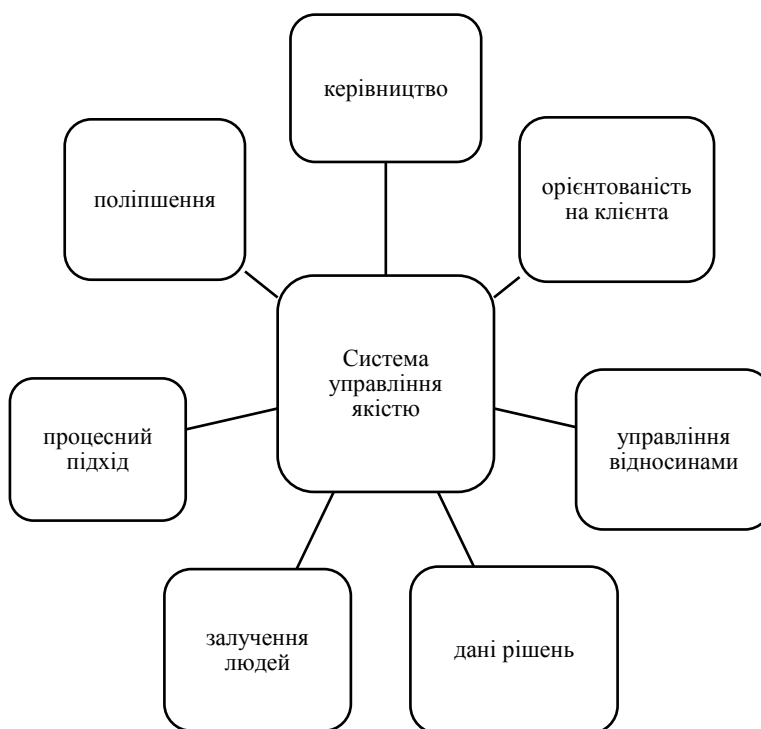 керівництво
поліпшення
орієнтованість
на клієнта
Система
управління
якістю
процесний
підхід
управління
відносинами
залучення
людей
дані рішень